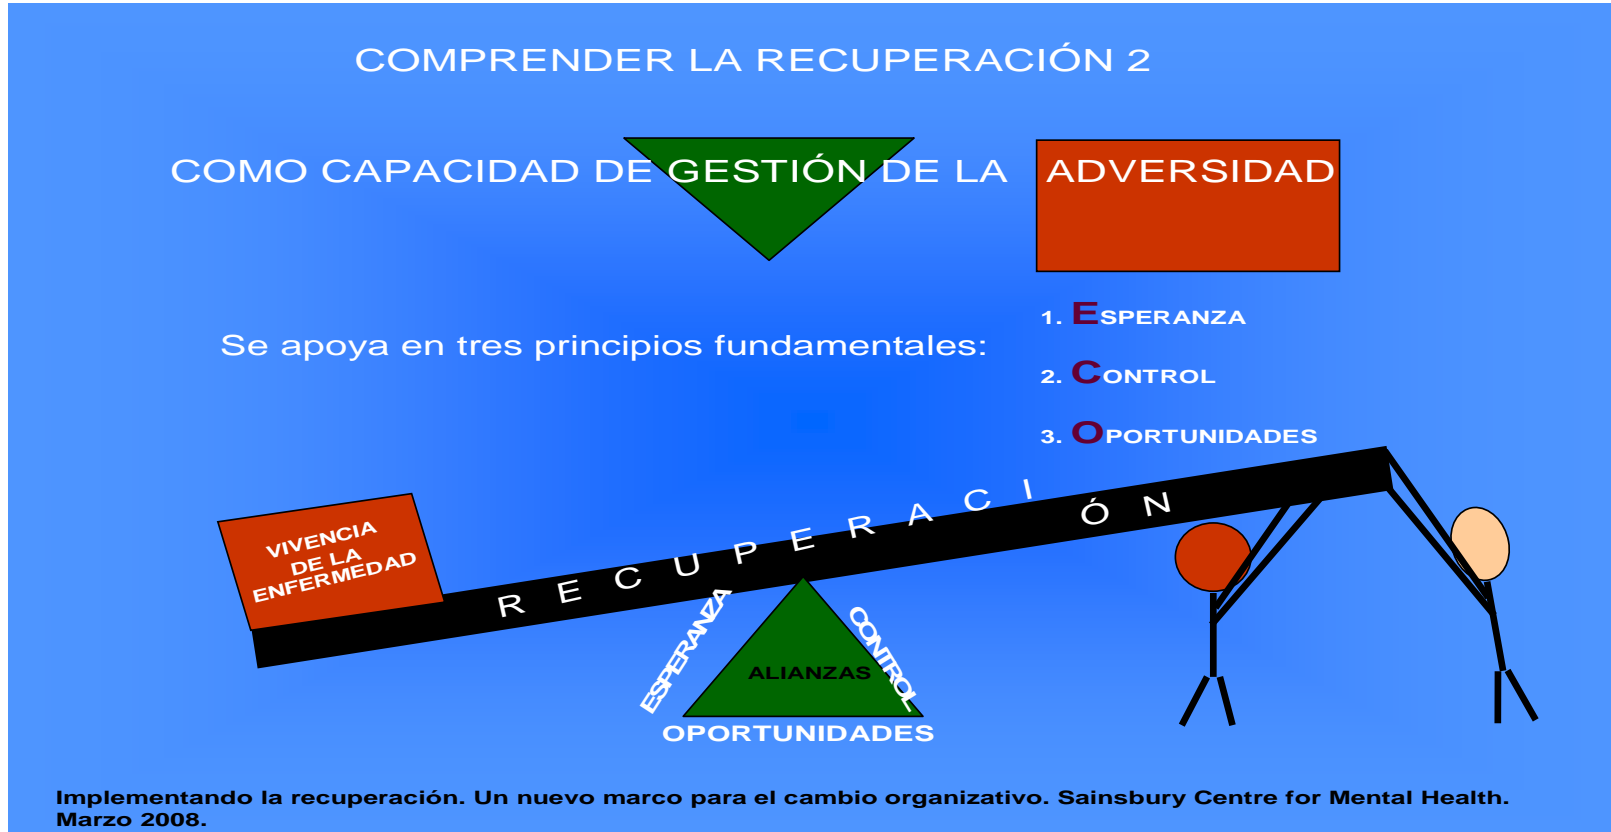 COMPRENDER LA RECUPERACIÓN 2
COMO CAPACIDAD DE GESTIÓN DE LA ADVERSIDAD
Se apoya en tres principios fundamentales:
1. ESPERANZA
2. CONTROL
3. OPORTUNIDADES
RECUPERACIÓN
VIVENCIA
DE LA
ENFERMEDAD
ESPERANZA
CONTROL
ALIANZAS
OPORTUNIDADES
Implementando la recuperación. Un nuevo marco para el cambio organizativo. Sainsbury Centre for Mental Health.
Marzo 2008.